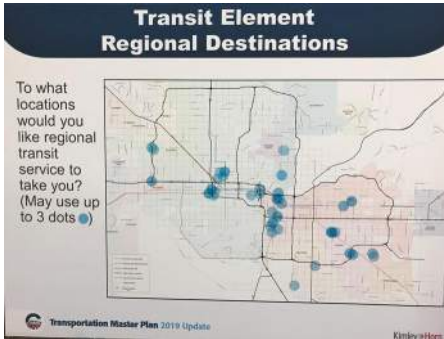 Transit Element
Regional Destinations
To what
locations
would you
like regional
transit
service to
take you?
(May use up
to 3 dots )
Transportation Master Plan 2019 Update
Kimley»Horn